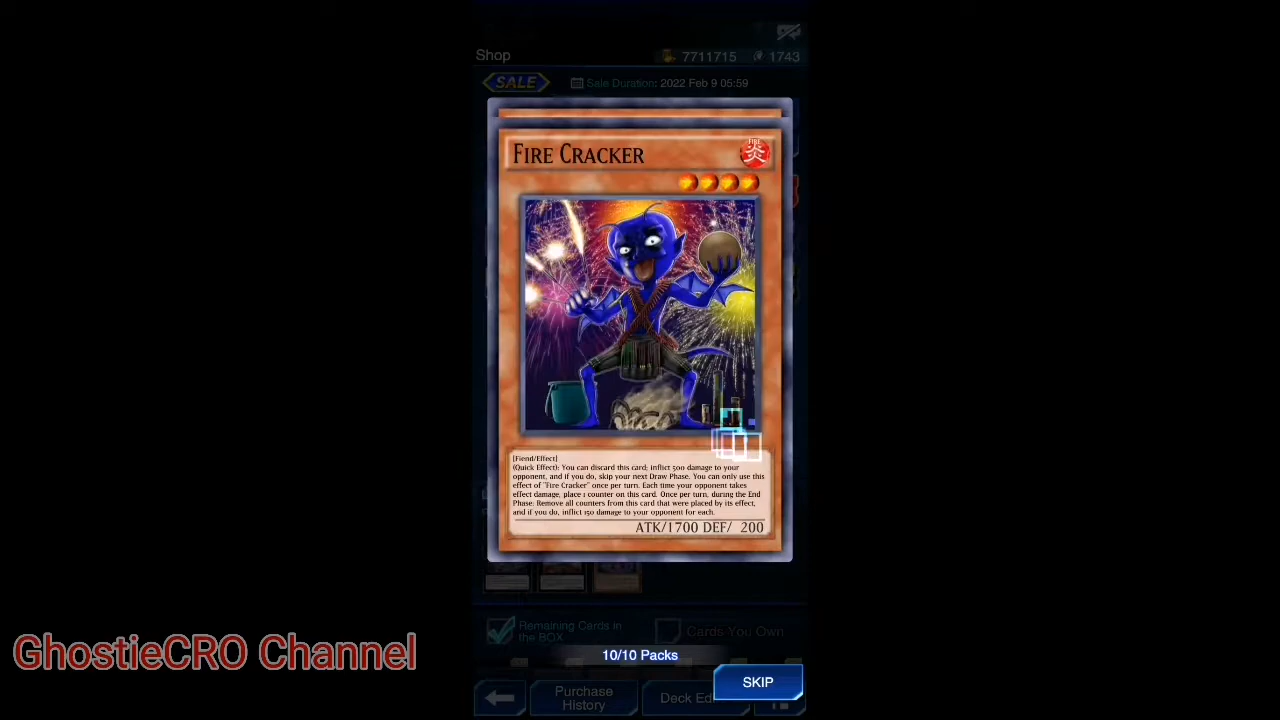 Shop
7711715
1743
SALE
Sale Duration: 2022 Feb 9 05:59
FIRE CRACKER
FIRE
炎
[Fiend/Effect]
(Quick Effect): You can discard this card; inflict 500 damage to your
opponent, and if you do, skip your next Draw Phase. You can only use this
effect of "Fire Cracker" once per turn. Each time your opponent takes
effect damage, place 1 counter on this card. Once per turn, during the End
Phase: Remove all counters from this card that were placed by its effect,
and if you do, inflict 150 damage to your opponent for each.
ATK/1700 DEF/ 200
Remaining Cards in
the BOX
Cards You Own
GhostieCRO Channel
10/10 Packs
SKIP
Purchase
History
Deck